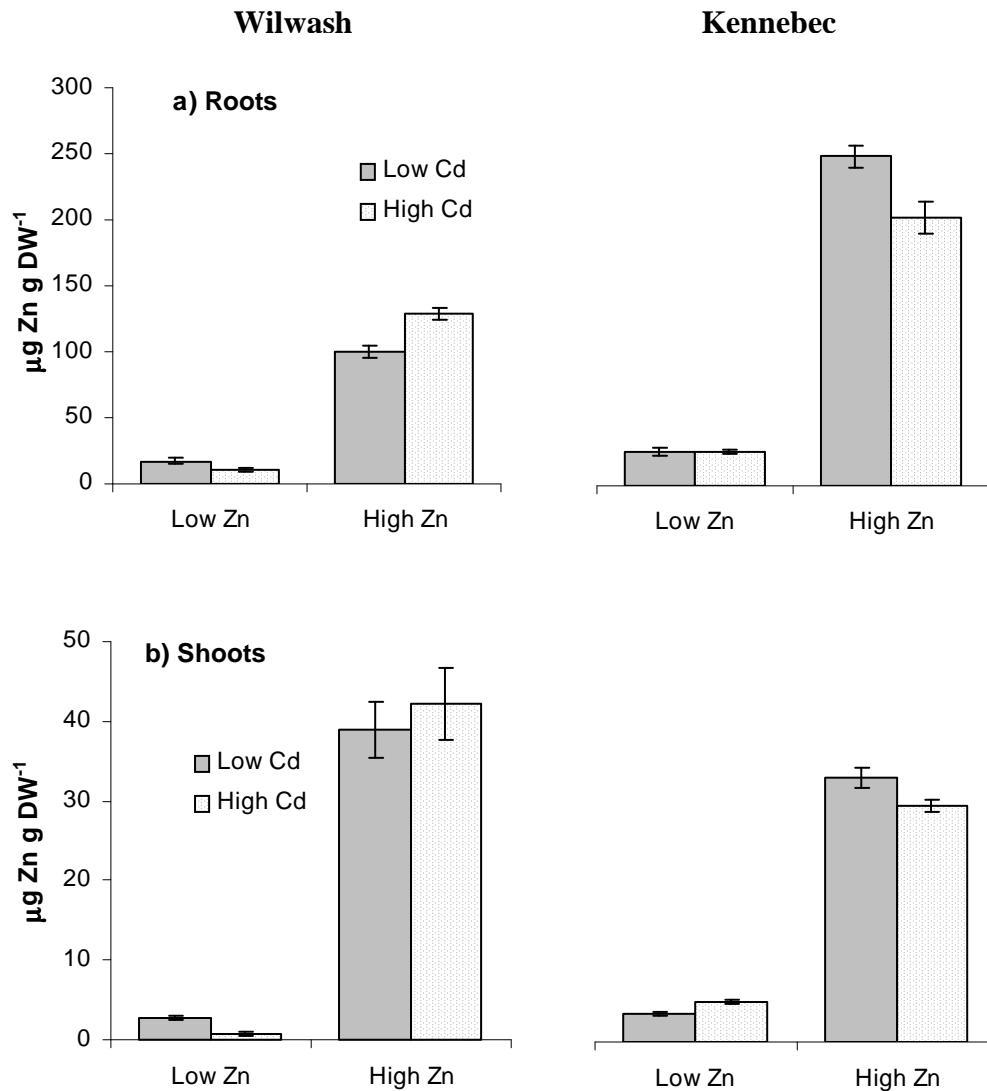 Wilwash Kennebec
a) Roots
Low Cd
High Cd
µg Zn g DW⁻¹
300
250
200
150
100
50
0
Low Zn High Zn Low Zn High Zn
b) Shoots
Low Cd
High Cd
µg Zn g DW⁻¹
50
40
30
20
10
0
Low Zn High Zn Low Zn High Zn